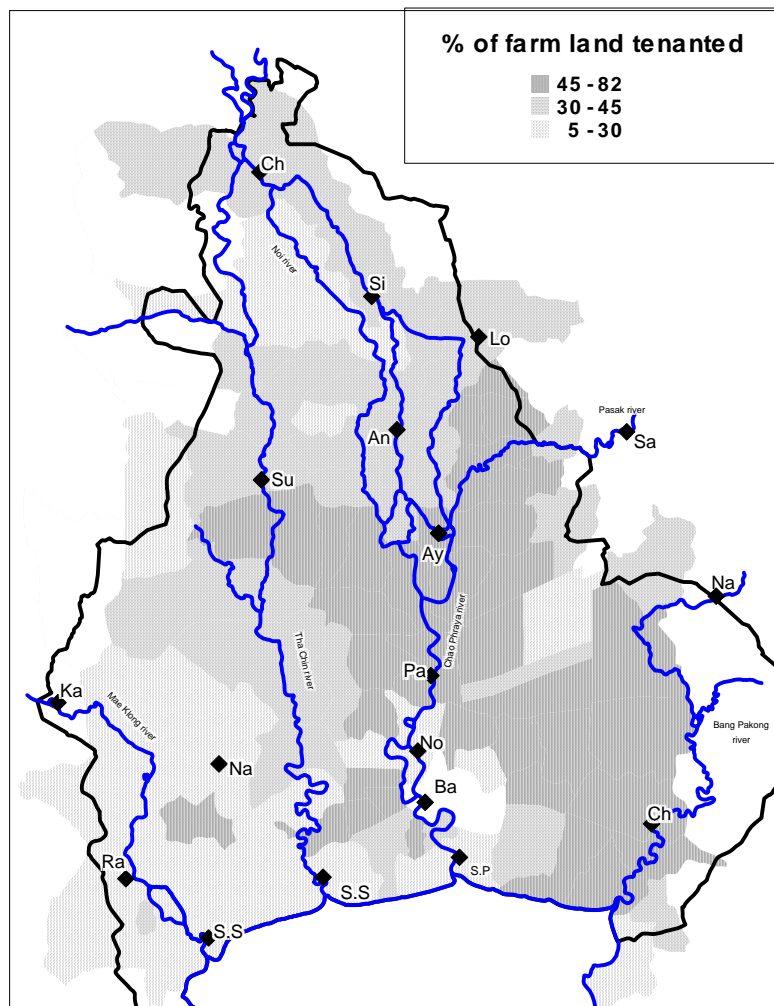 % of farm land tenanted
45 - 82
30 - 45
5 - 30
Ch
Noi river
Si
Lo
Pasak river
An
Sa
Su
Ay
Na
Chao Phraya river
Tha Chin river
Pa
Ka
Mae Klong river
Bang Pakong
river
No
Na
Ba
Ch
Ra
S.P
S.S
S.S